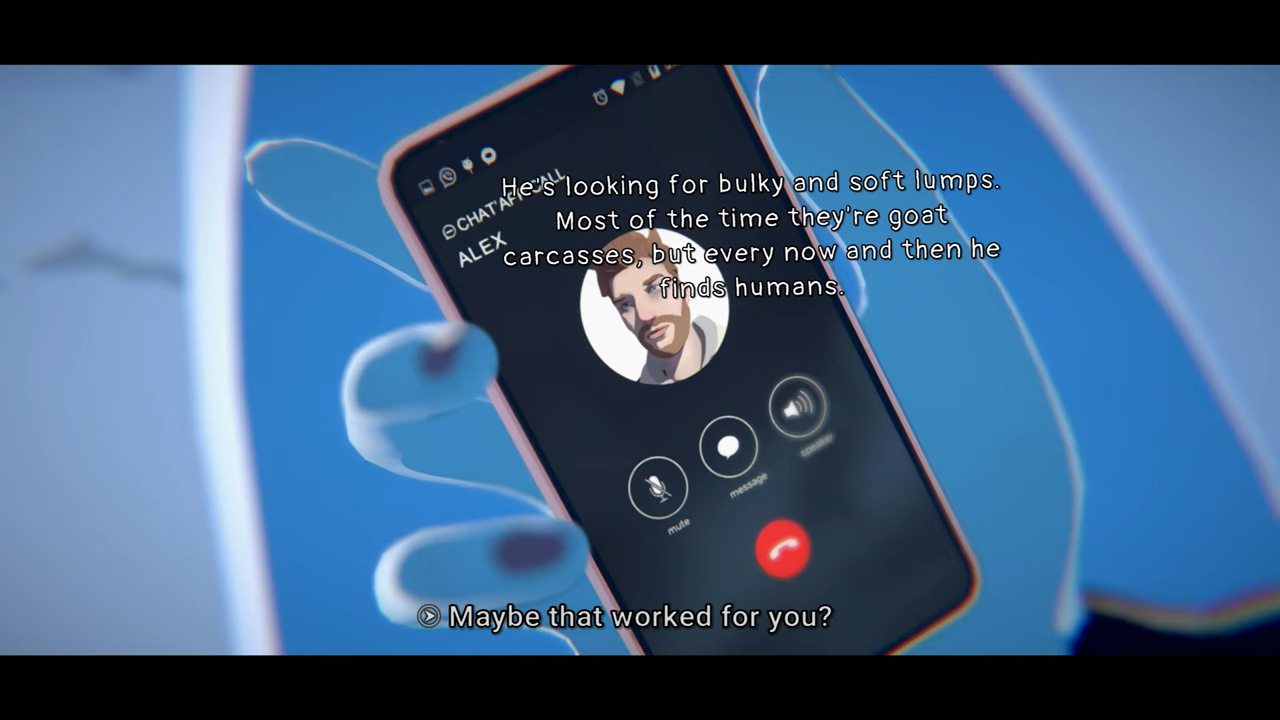 ALEX
He's looking for bulky and soft lumps.
Most of the time they're goat
carcasses, but every now and then he
finds humans.
mute
message
speaker
Maybe that worked for you?